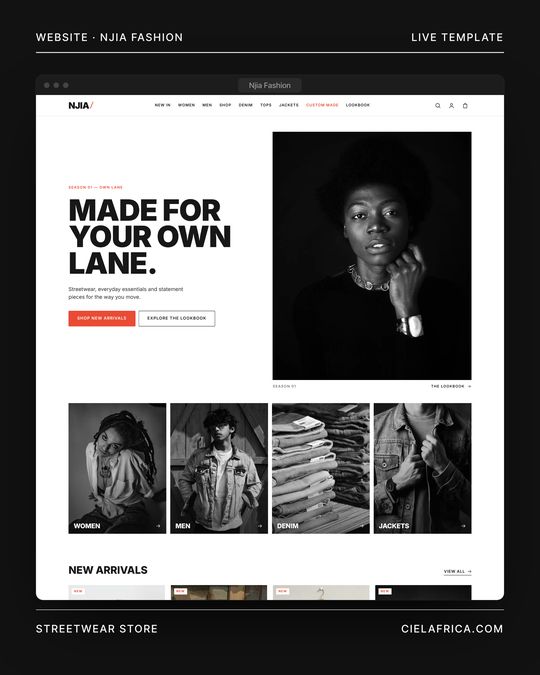 WEBSITE · NJIA FASHION
LIVE TEMPLATE
Njia Fashion
NJIA/
NEW IN WOMEN MEN SHOP DENIM TOPS JACKETS CUSTOM MADE LOOKBOOK
SEASON 01 — OWN LANE
MADE FOR
YOUR OWN
LANE.
Streetwear, everyday essentials and statement
pieces for the way you move.
SHOP NEW ARRIVALS
EXPLORE THE LOOKBOOK
SEASON 01
THE LOOKBOOK →
WOMEN →
MEN →
DENIM →
JACKETS →
NEW ARRIVALS
VIEW ALL →
NEW
NEW
NEW
NEW
STREETWEAR STORE
CIELAFRICA.COM